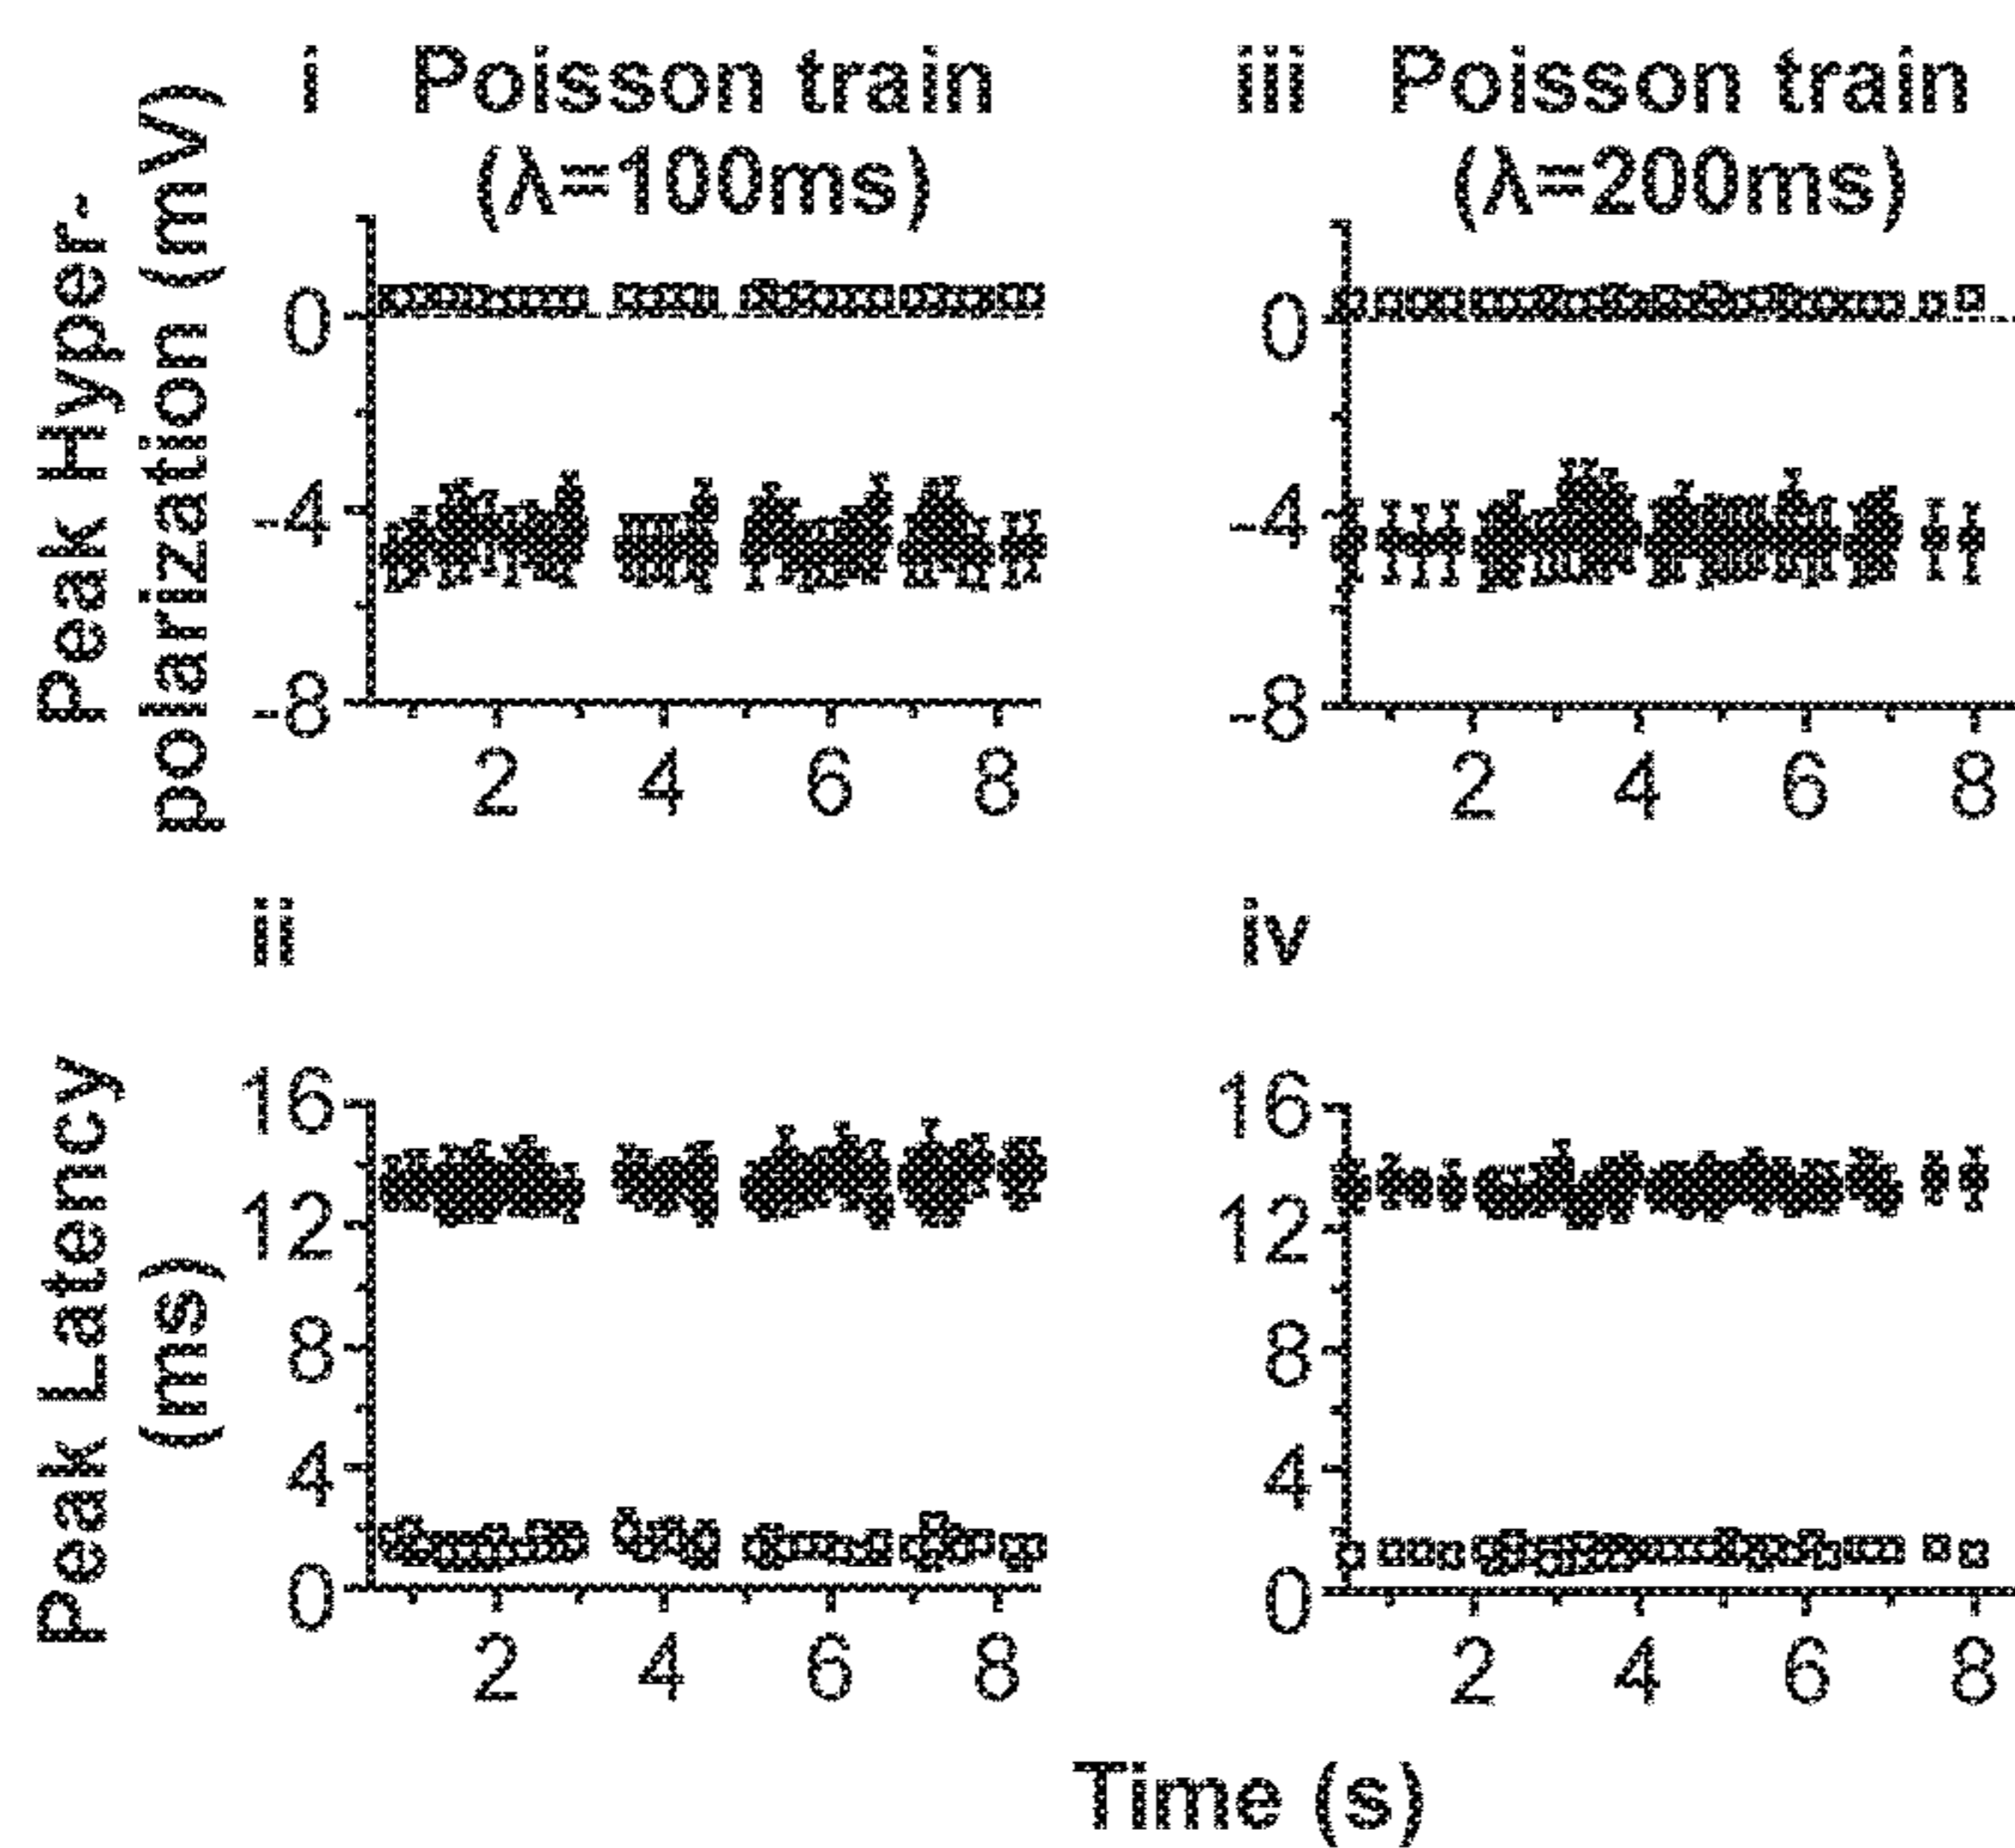 Peak Hyper-
polarization (mV)
i Poisson train
(λ=100ms)
0
-4
-8
2 4 6 8
iii Poisson train
(λ=200ms)
0
-4
-8
2 4 6 8
Peak Latency
(ms)
ii
16
12
8
4
0
2 4 6 8
iv
16
12
8
4
0
2 4 6 8
Time (s)